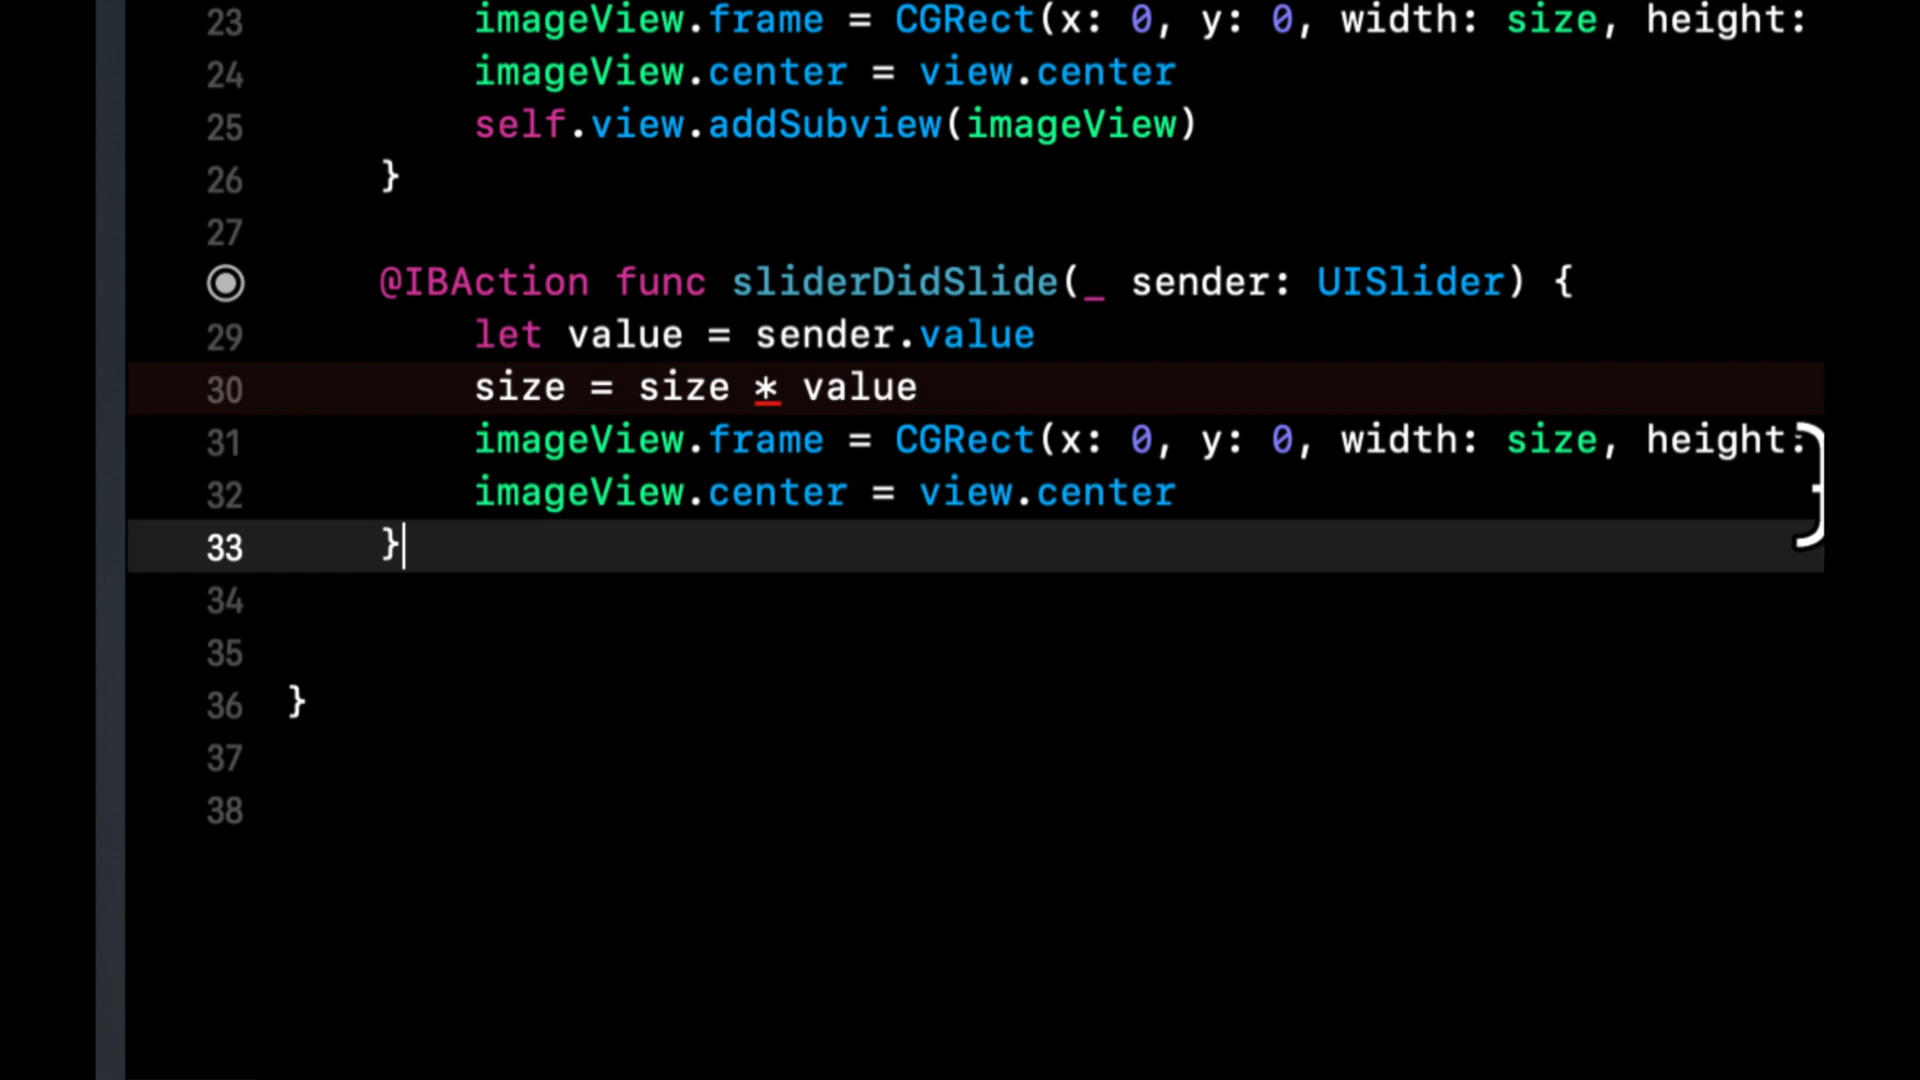 23 imageView.frame = CGRect(x: 0, y: 0, width: size, height:
24 imageView.center = view.center
25 self.view.addSubview(imageView)
26 }
27
@IBAction func sliderDidSlide(_ sender: UISlider) {
29 let value = sender.value
30 size = size * value
31 imageView.frame = CGRect(x: 0, y: 0, width: size, height:
32 imageView.center = view.center
33 }
34
35
36 }
37
38